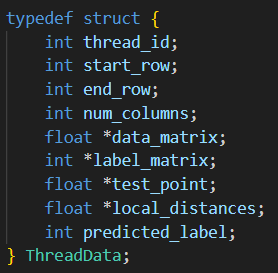 typedef struct {
    int thread_id;
    int start_row;
    int end_row;
    int num_columns;
    float *data_matrix;
    int *label_matrix;
    float *test_point;
    float *local_distances;
    int predicted_label;
} ThreadData;